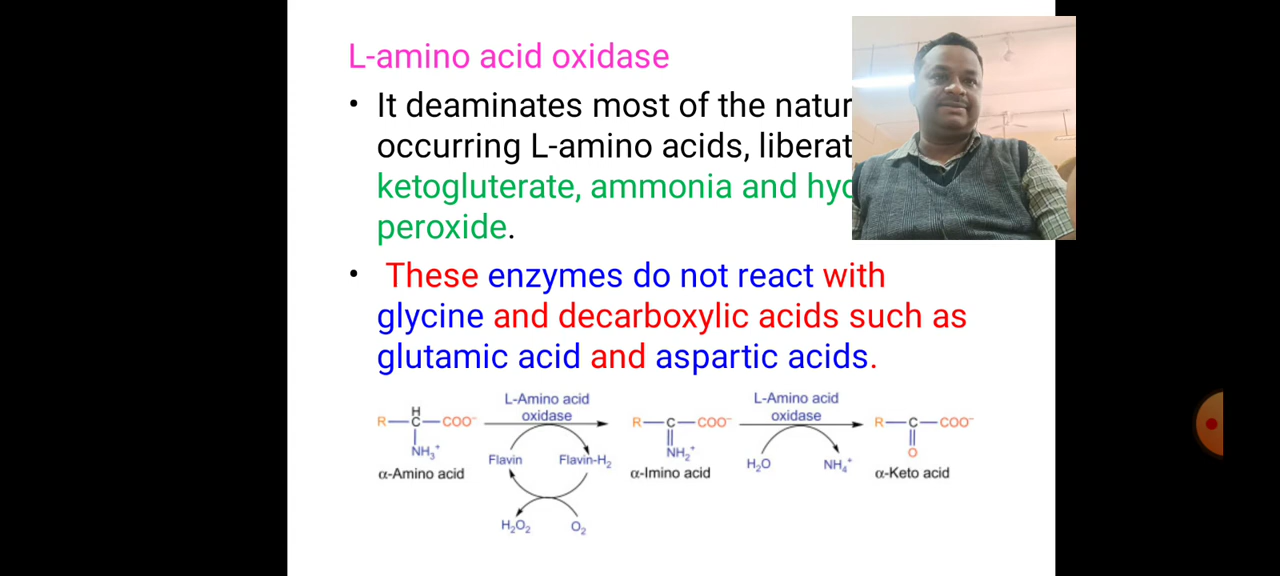 L-amino acid oxidase
• It deaminates most of the natur
occurring L-amino acids, liberat
ketogluterate, ammonia and hyd
peroxide.
• These enzymes do not react with
glycine and decarboxylic acids such as
glutamic acid and aspartic acids.
L-Amino acid
oxidase
L-Amino acid
oxidase
H
R—C—COO⁻
NH₃⁺
α-Amino acid
Flavin
Flavin-H₂
H₂O₂
O₂
R—C—COO⁻
NH₂⁺
α-Imino acid
H₂O
NH₄⁺
R—C—COO⁻
O
α-Keto acid